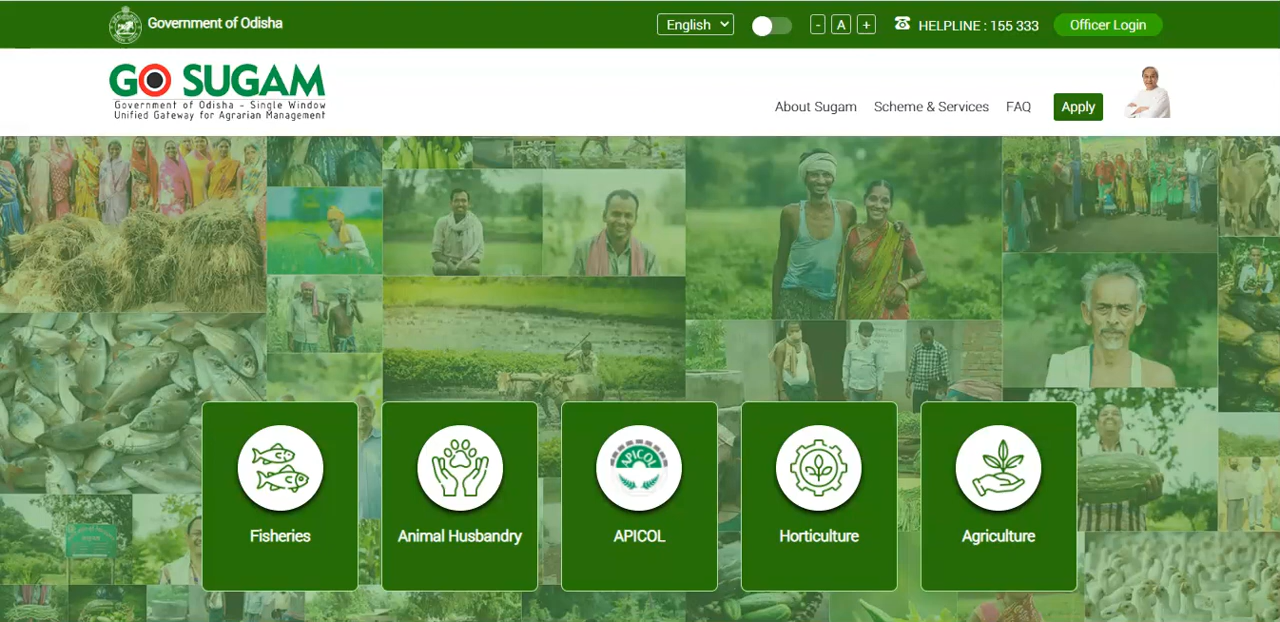 Government of Odisha
English
- A +
HELPLINE : 155 333
Officer Login
GO SUGAM
Government of Odisha - Single Window
Unified Gateway for Agrarian Management
About Sugam
Scheme & Services
FAQ
Apply
APICOL
Fisheries
Animal Husbandry
APICOL
Horticulture
Agriculture